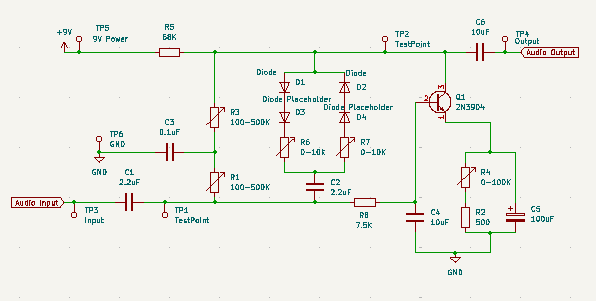 +9V
TP5
9V Power
R5
68K
TP2
TestPoint
C6
10uF
TP4
Output
Audio Output
Diode
D1
Diode
D2
Diode Placeholder
D3
Diode Placeholder
D4
3
2
1
Q1
2N3904
R3
100-500K
TP6
GND
GND
C3
0.1uF
R6
0-10k
R7
0-10K
C1
2.2uF
R1
100-500K
C2
2.2uF
R4
0-100K
Audio Input
TP3
Input
TP1
TestPoint
R8
7.5K
C4
10uF
R2
500
+
C5
100uF
GND